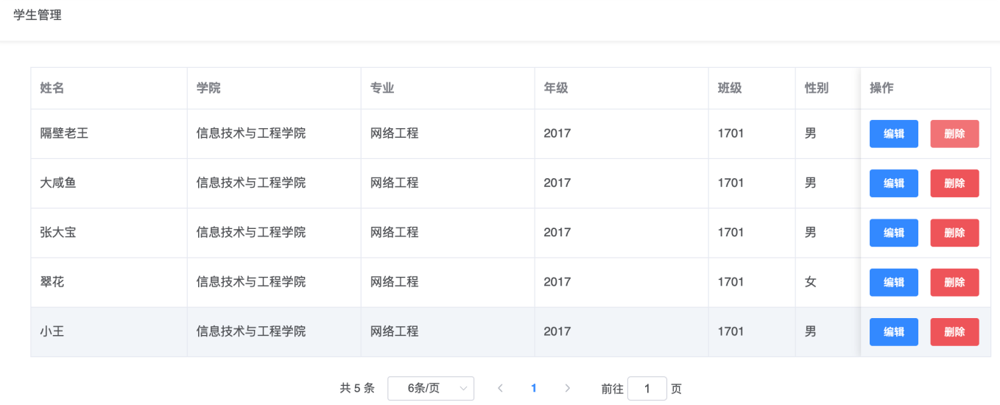 学生管理
姓名 学院 专业 年级 班级 性别 操作
隔壁老王 信息技术与工程学院 网络工程 2017 1701 男 编辑 删除
大咸鱼 信息技术与工程学院 网络工程 2017 1701 男 编辑 删除
张大宝 信息技术与工程学院 网络工程 2017 1701 男 编辑 删除
翠花 信息技术与工程学院 网络工程 2017 1701 女 编辑 删除
小王 信息技术与工程学院 网络工程 2017 1701 男 编辑 删除
共 5 条 6条/页 1 前往 1 页